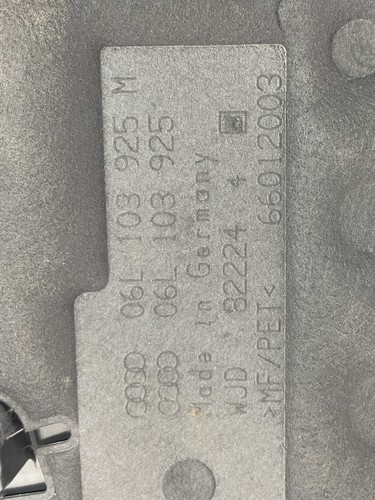 06L 103 925 M
06L 103 925
Made in Germany
WJD 82224 4
>MF/PET< 66012003